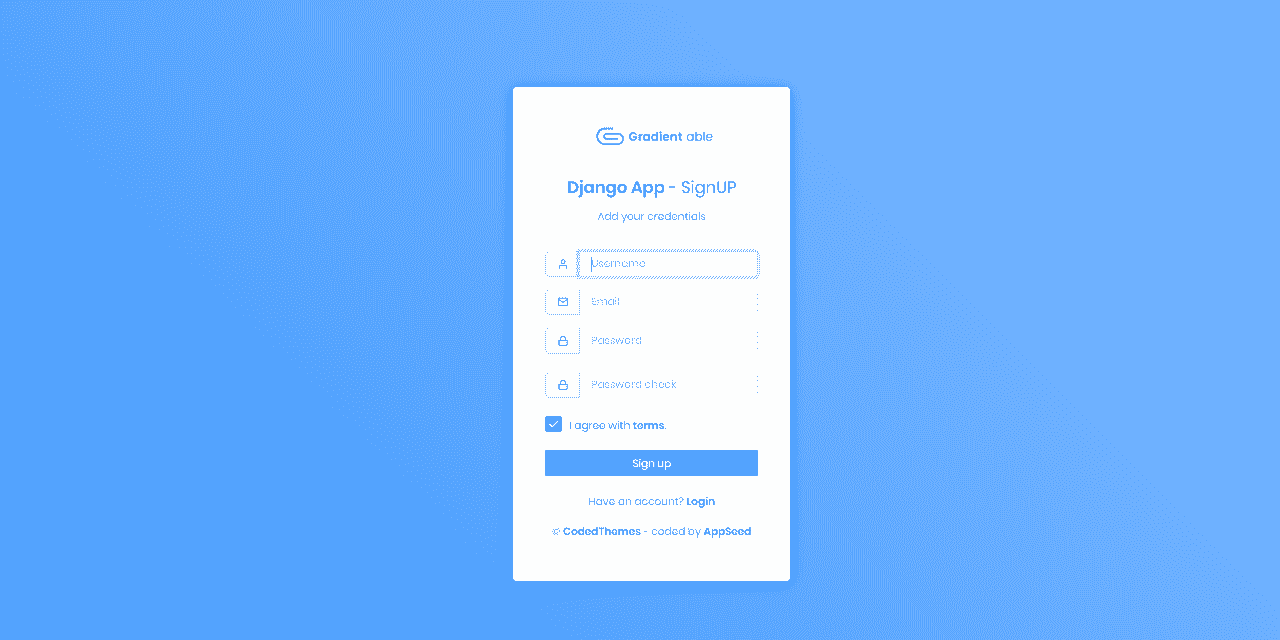 Gradient able
Django App - SignUP
Add your credentials
Username
Email
Password
Password check
I agree with terms.
Sign up
Have an account? Login
© CodedThemes - coded by AppSeed